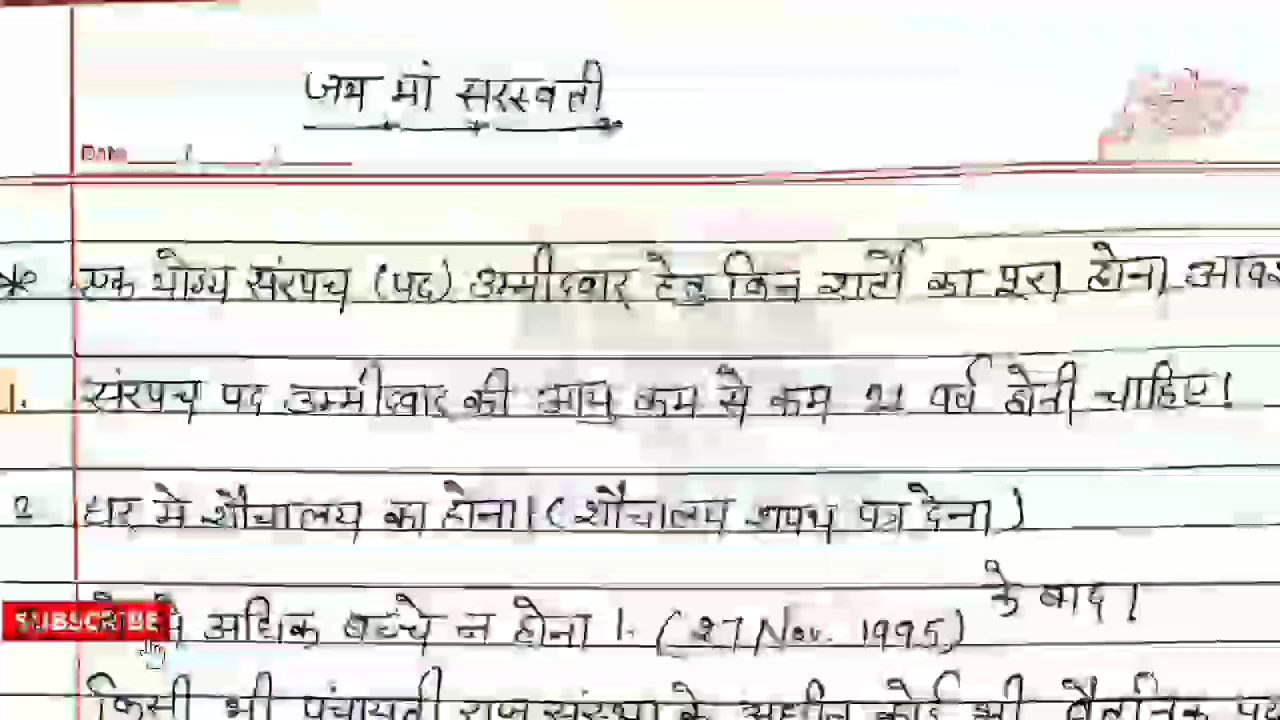 जय मां सरस्वती
Date
* एक योग्य संरपच (पद) उम्मीदवार हेतु किन शर्तो का पूरा होना आवश
1. संरपच पद उम्मीदवार की आयु कम से कम 21 वर्ष होनी चाहिए।
2 घर मे शौचालय का होना। (शौचालय शपथ पत्र देना)
के बाद।
से अधिक बच्चे न होना ।. (27 Nov. 1995)
SUBSCRIBE
किसी भी पंचायती राज संस्था के अधीन कोई भी वैतनिक पद